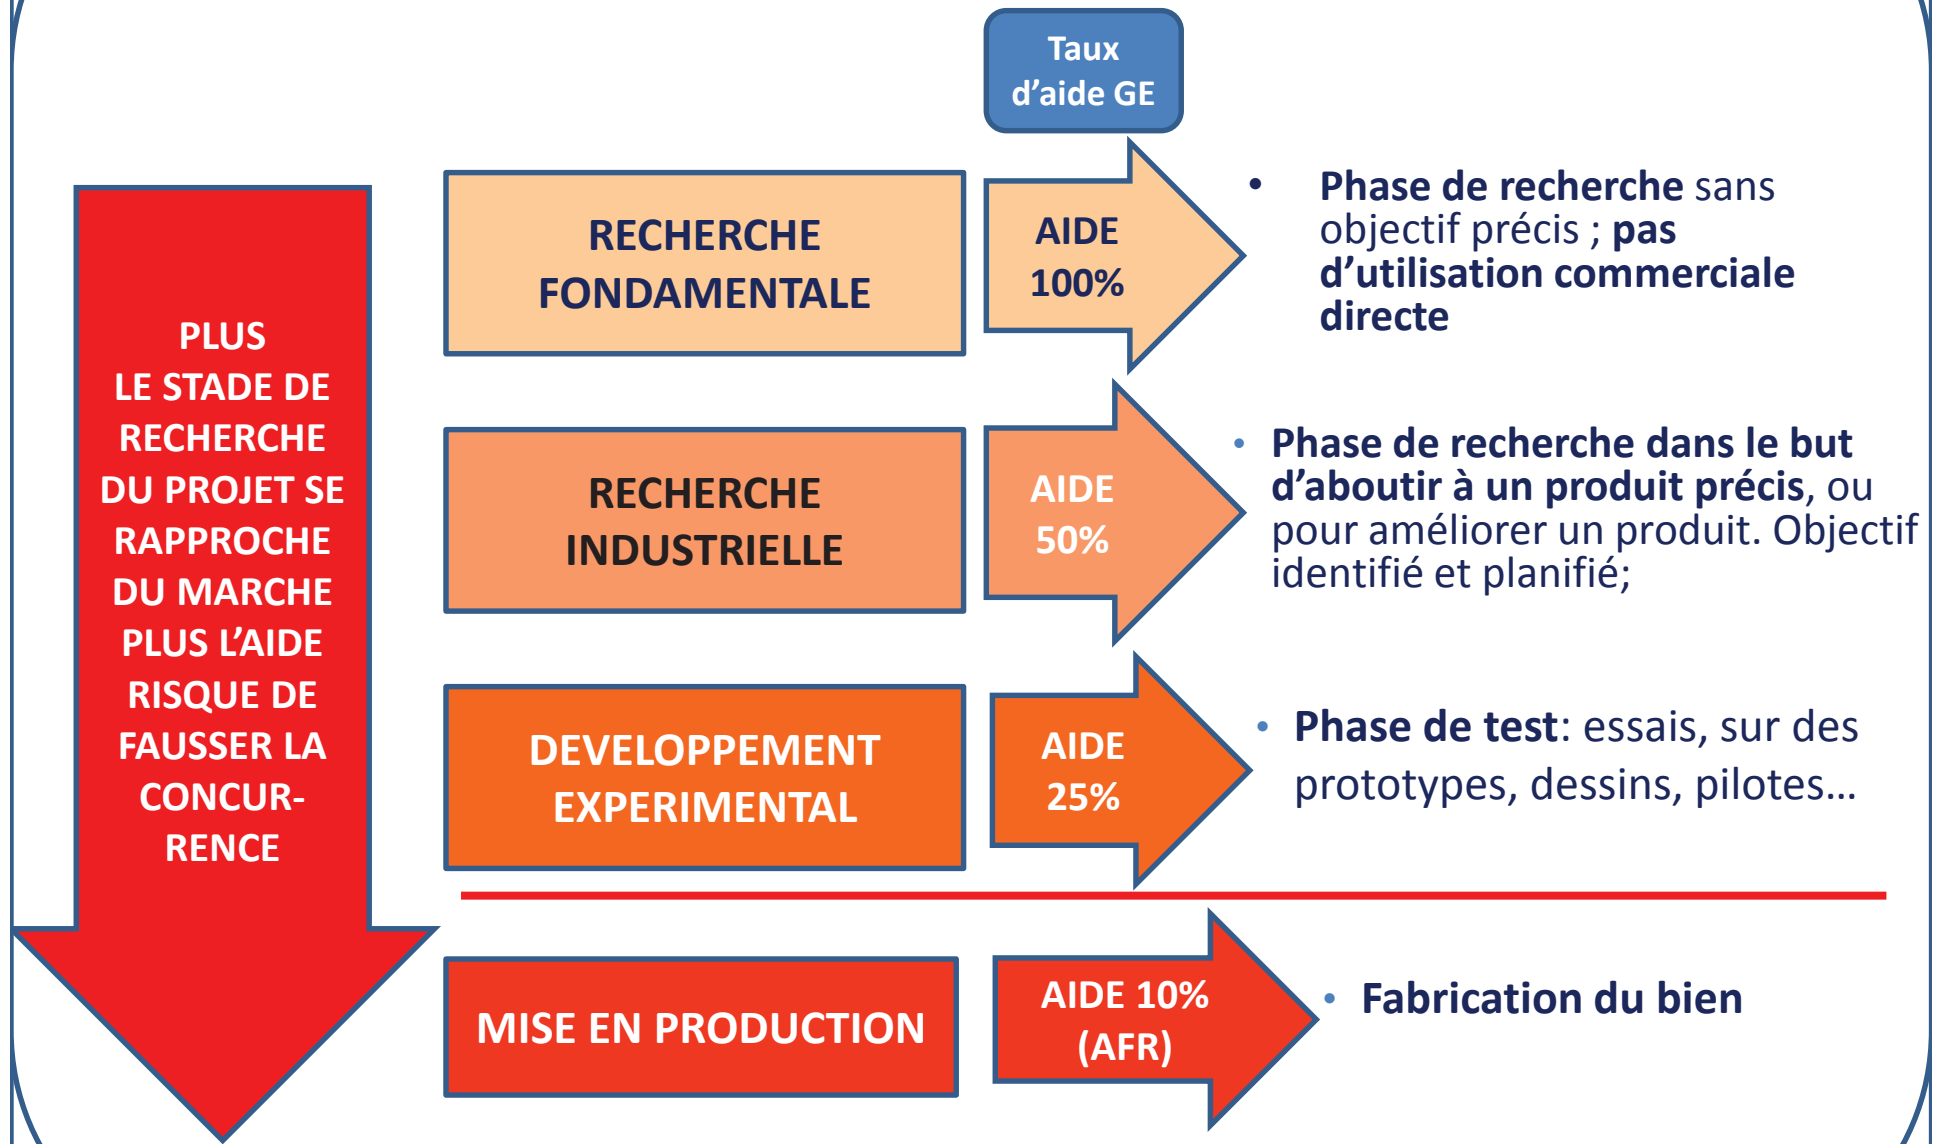 Taux
d’aide GE
PLUS
LE STADE DE
RECHERCHE
DU PROJET SE
RAPPROCHE
DU MARCHE
PLUS L’AIDE
RISQUE DE
FAUSSER LA
CONCUR-
RENCE
RECHERCHE
FONDAMENTALE
AIDE
100%
• Phase de recherche sans
objectif précis ; pas
d’utilisation commerciale
directe
RECHERCHE
INDUSTRIELLE
AIDE
50%
• Phase de recherche dans le but
d’aboutir à un produit précis, ou
pour améliorer un produit. Objectif
identifié et planifié;
DEVELOPPEMENT
EXPERIMENTAL
AIDE
25%
• Phase de test: essais, sur des
prototypes, dessins, pilotes…
MISE EN PRODUCTION
AIDE 10%
(AFR)
• Fabrication du bien